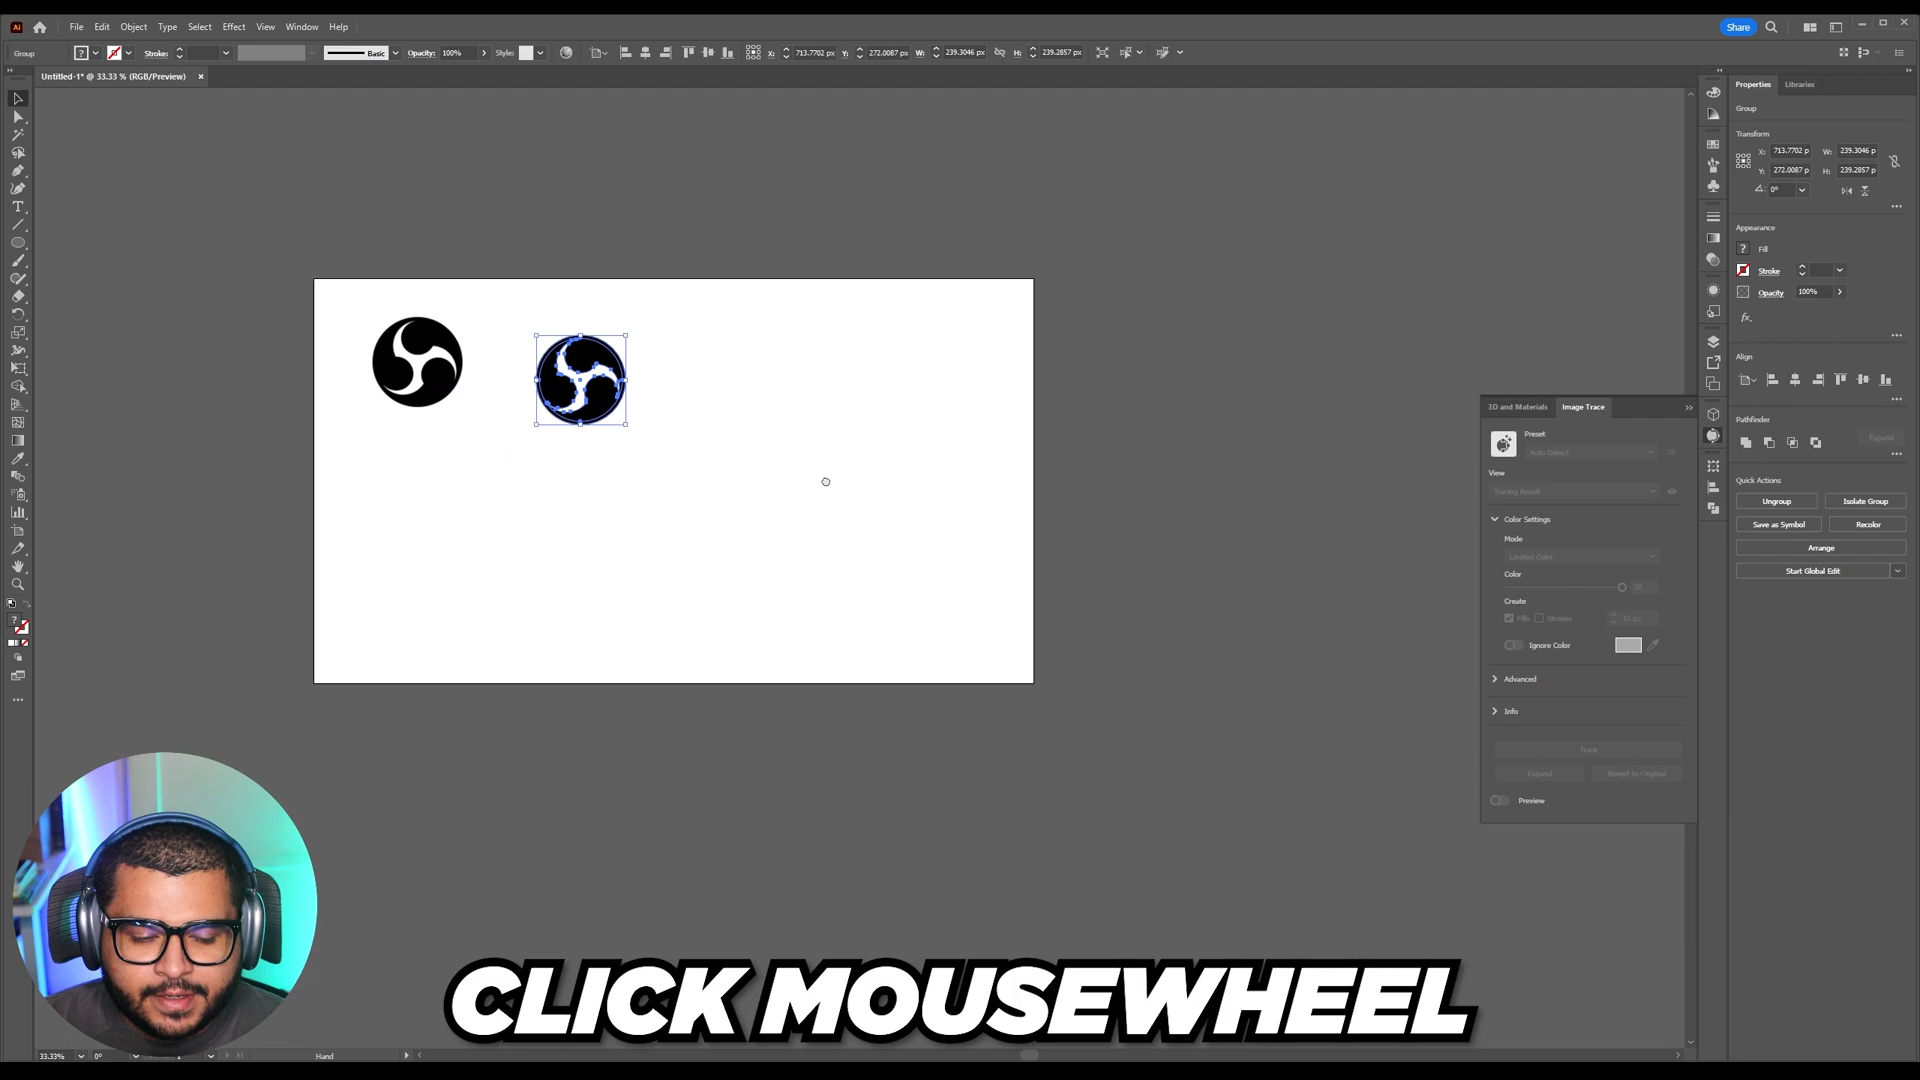 Ai File Edit Object Type Select Effect View Window Help Share
Group Stroke: Basic Opacity: 100% Style: X: 713.7702 px Y: 272.0087 px W: 239.3046 px H: 239.2857 px
Untitled-1* @ 33.33 % (RGB/Preview)
Properties Libraries
Group
Transform
X: 713.7702 p W: 239.3046 p
Y: 272.0087 p H: 239.2857 p
0°
Appearance
Fill
Stroke
Opacity 100%
fx.
Align
Pathfinder
Expand
Quick Actions
Ungroup Isolate Group
Save as Symbol Recolor
Arrange
Start Global Edit
3D and Materials Image Trace
Preset
Auto Detect
View
Tracing Result
Color Settings
Mode
Limited Color
Color
30
Create
Fills Strokes 10 px
Ignore Color
Advanced
Info
Trace
Expand Revert to Original
Preview
CLICK MOUSEWHEEL
33.33% 0° 1 Hand